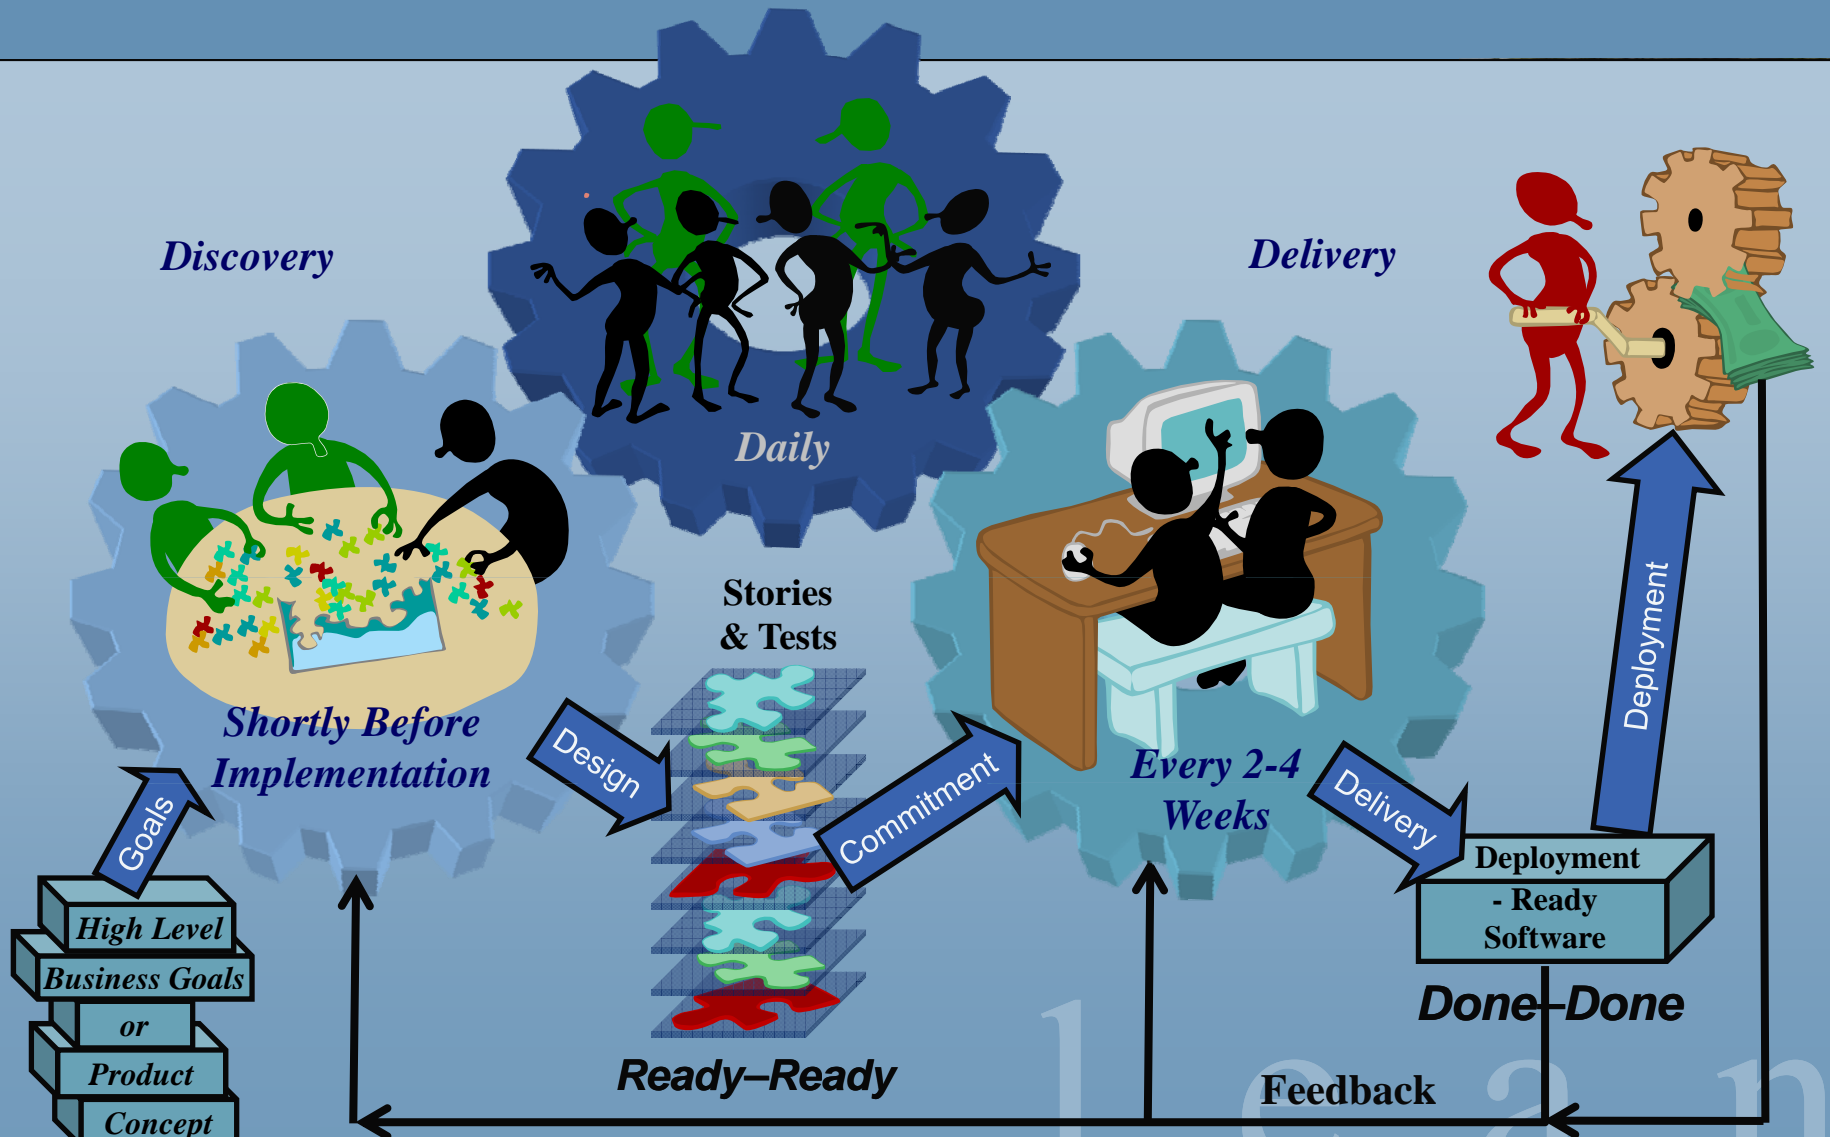 Discovery
Delivery
Daily
Shortly Before
Implementation
Stories
& Tests
Every 2-4
Weeks
Goals
Design
Commitment
Delivery
Deployment
High Level
Business Goals
or
Product
Concept
Deployment
- Ready
Software
Done–Done
Ready–Ready
Feedback
lean